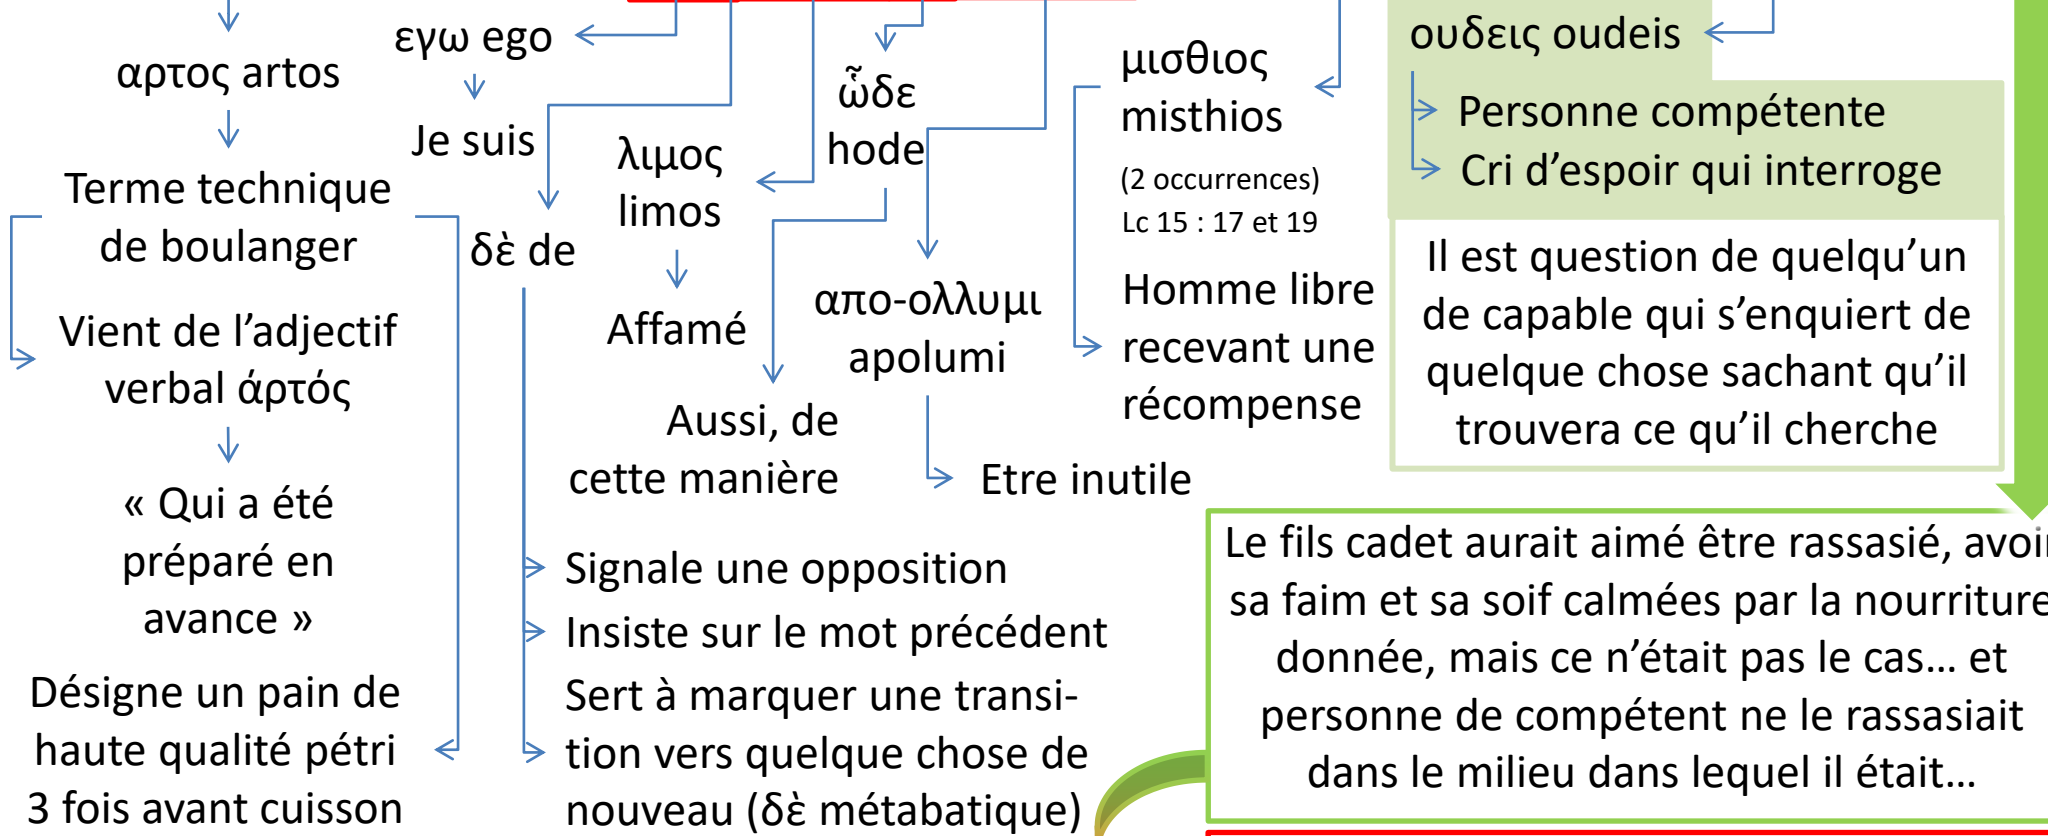 αρτος artos
Terme technique
de boulanger
Vient de l'adjectif
verbal άρτός
« Qui a été
préparé en
avance »
Désigne un pain de
haute qualité pétri
3 fois avant cuisson
εγω ego
Je suis
δὲ de
Signale une opposition
Insiste sur le mot précédent
Sert à marquer une transi-
tion vers quelque chose de
nouveau (δὲ métabatique)
λιμος
limos
Affamé
ὧδε
hode
Aussi, de
cette manière
απο-ολλυμι
apolumi
Etre inutile
μισθιος
misthios
(2 occurrences)
Lc 15 : 17 et 19
Homme libre
recevant une
récompense
ουδεις oudeis
Personne compétente
Cri d'espoir qui interroge
Il est question de quelqu'un
de capable qui s'enquiert de
quelque chose sachant qu'il
trouvera ce qu'il cherche
Le fils cadet aurait aimé être rassasié, avoir
sa faim et sa soif calmées par la nourriture
donnée, mais ce n'était pas le cas… et
personne de compétent ne le rassasiait
dans le milieu dans lequel il était…